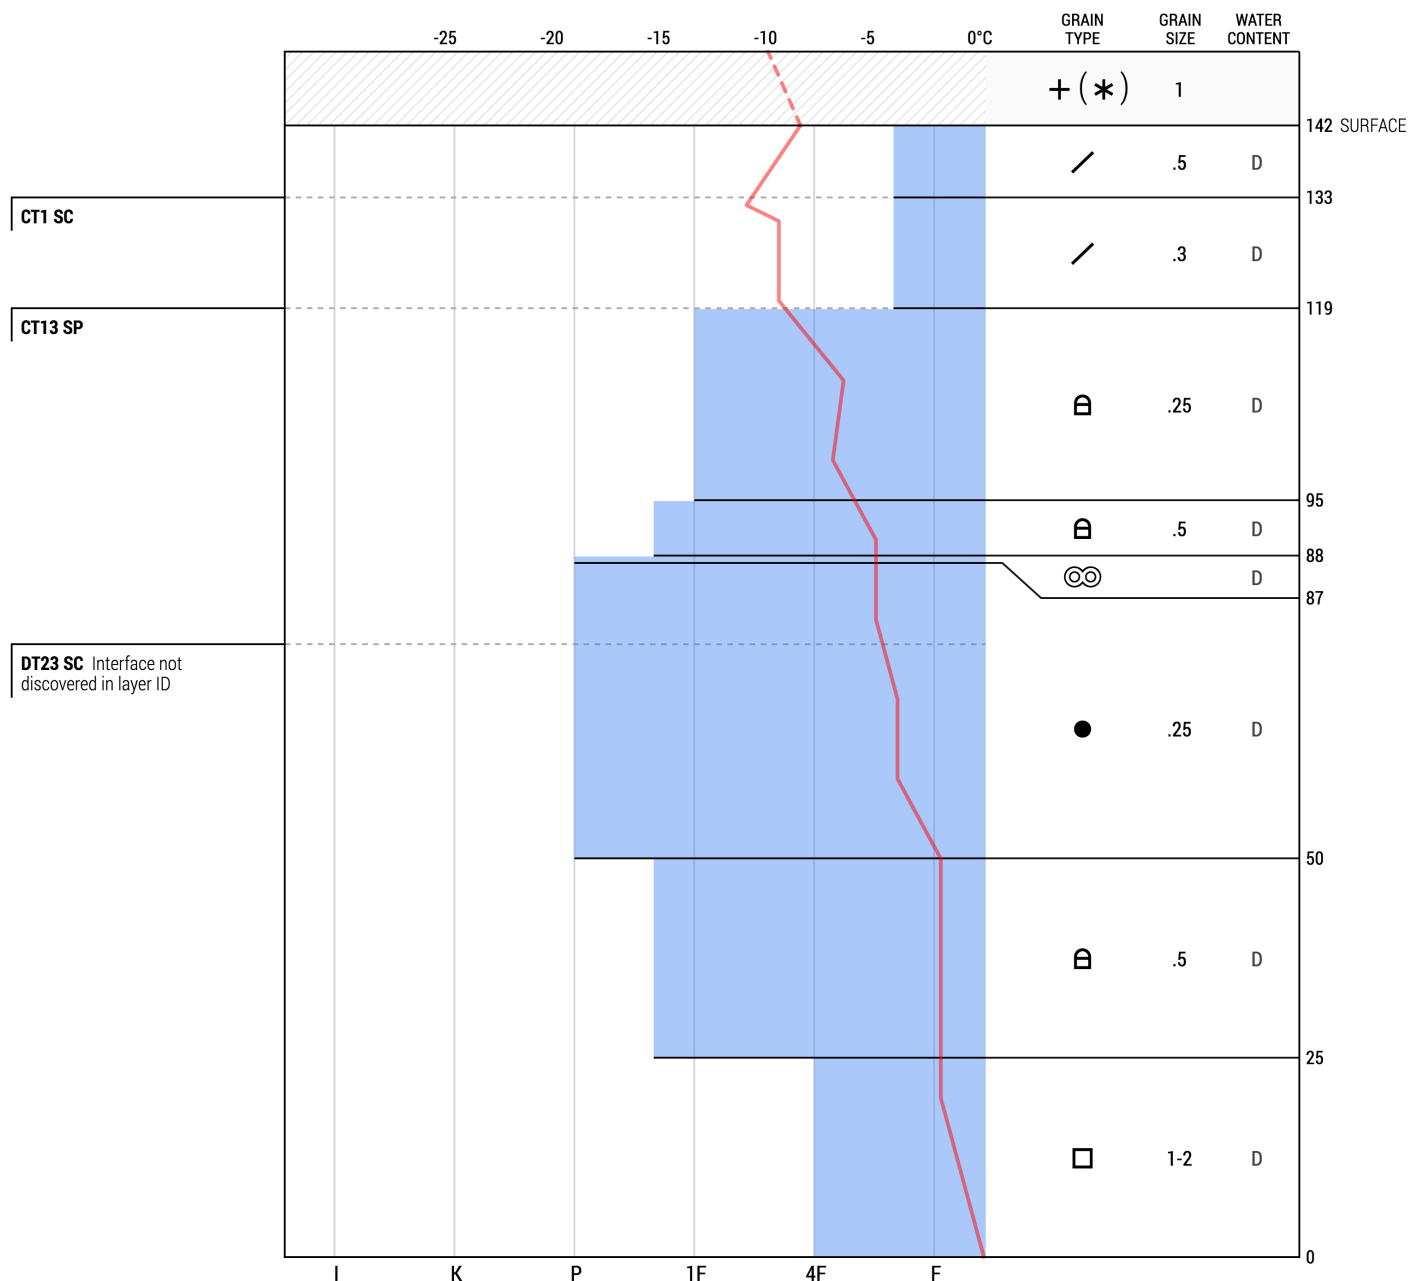 GRAIN GRAIN WATER
-25 -20 -15 -10 -5 0°C TYPE SIZE CONTENT
+ (*) 1
142 SURFACE
/ .5 D
133
CT1 SC
/ .3 D
119
CT13 SP
.25 D
95
.5 D
88
D
87
DT23 SC Interface not
discovered in layer ID
.25 D
50
.5 D
25
1-2 D
0
I K P 1F 4F F